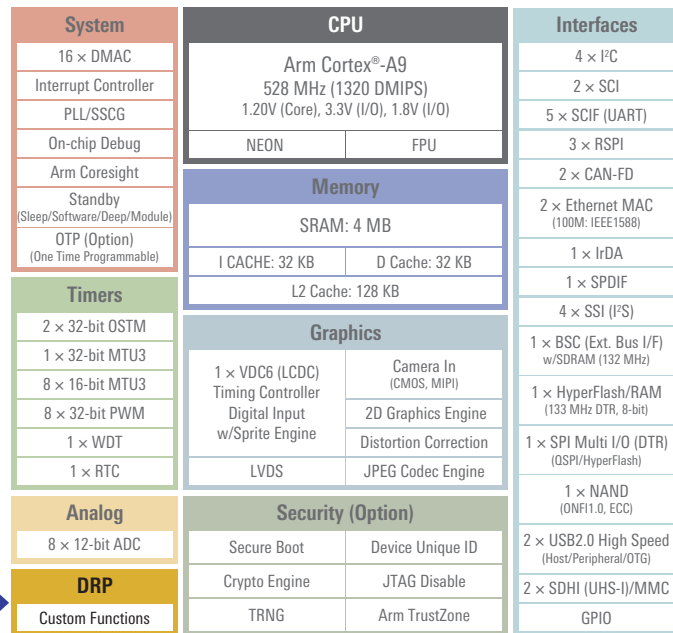 System
16 × DMAC
Interrupt Controller
PLL/SSCG
On-chip Debug
Arm Coresight
Standby
(Sleep/Software/Deep/Module)
OTP (Option)
(One Time Programmable)
Timers
2 × 32-bit OSTM
1 × 32-bit MTU3
8 × 16-bit MTU3
8 × 32-bit PWM
1 × WDT
1 × RTC
Analog
8 × 12-bit ADC
DRP
Custom Functions
CPU
Arm Cortex®-A9
528 MHz (1320 DMIPS)
1.20V (Core), 3.3V (I/O), 1.8V (I/O)
NEON
FPU
Memory
SRAM: 4 MB
I CACHE: 32 KB
D Cache: 32 KB
L2 Cache: 128 KB
Graphics
1 × VDC6 (LCDC)
Timing Controller
Digital Input
w/Sprite Engine
LVDS
Camera In
(CMOS, MIPI)
2D Graphics Engine
Distortion Correction
JPEG Codec Engine
Security (Option)
Secure Boot
Device Unique ID
Crypto Engine
JTAG Disable
TRNG
Arm TrustZone
Interfaces
4 × I²C
2 × SCI
5 × SCIF (UART)
3 × RSPI
2 × CAN-FD
2 × Ethernet MAC
(100M: IEEE1588)
1 × IrDA
1 × SPDIF
4 × SSI (I²S)
1 × BSC (Ext. Bus I/F)
w/SDRAM (132 MHz)
1 × HyperFlash/RAM
(133 MHz DTR, 8-bit)
1 × SPI Multi I/O (DTR)
(QSPI/HyperFlash)
1 × NAND
(ONFI1.0, ECC)
2 × USB2.0 High Speed
(Host/Peripheral/OTG)
2 × SDHI (UHS-I)/MMC
GPIO